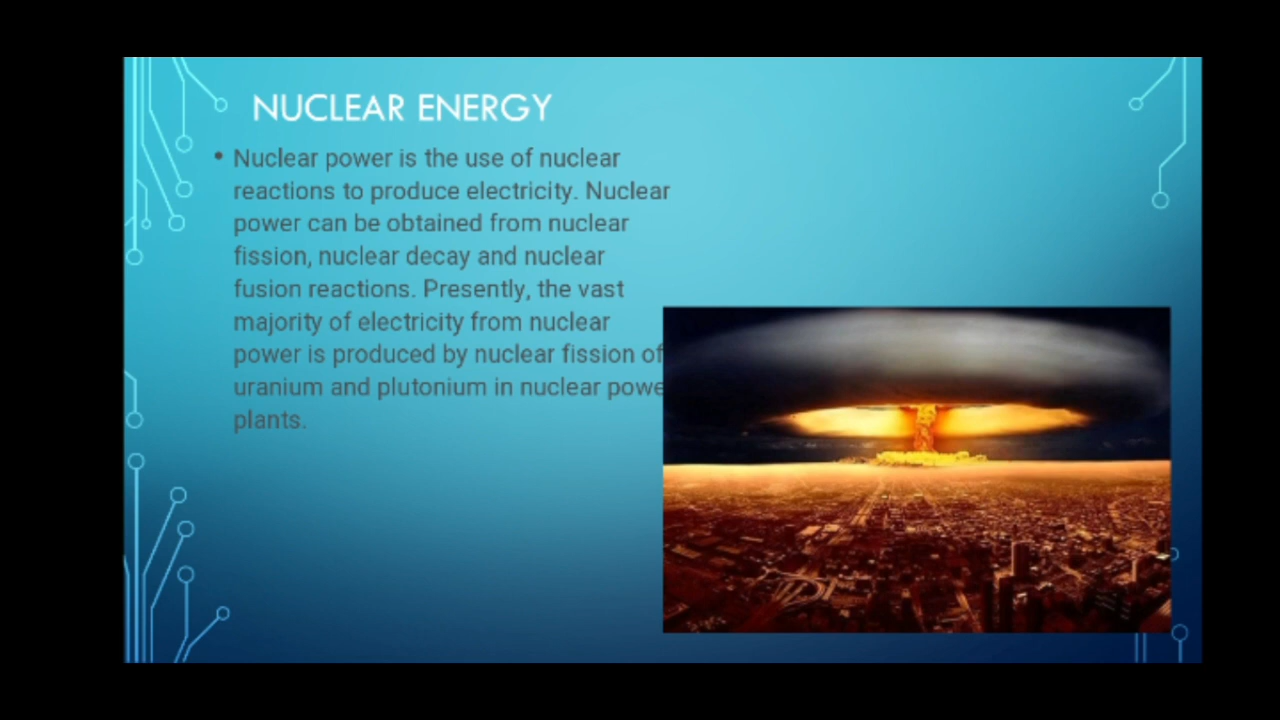 NUCLEAR ENERGY
• Nuclear power is the use of nuclear
reactions to produce electricity. Nuclear
power can be obtained from nuclear
fission, nuclear decay and nuclear
fusion reactions. Presently, the vast
majority of electricity from nuclear
power is produced by nuclear fission of
uranium and plutonium in nuclear powe
plants.